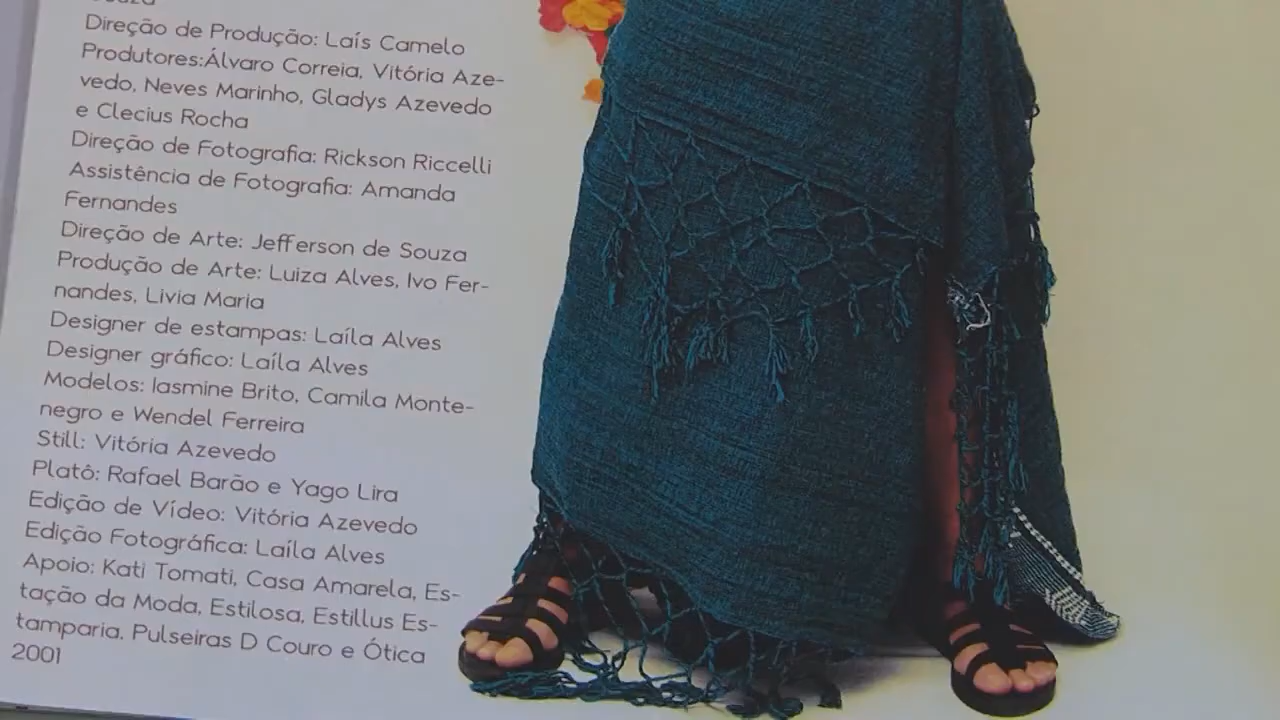 Souza
Direção de Produção: Laís Camelo
Produtores:Álvaro Correia, Vitória Aze-
vedo, Neves Marinho, Gladys Azevedo
e Clecius Rocha
Direção de Fotografia: Rickson Riccelli
Assistência de Fotografia: Amanda
Fernandes
Direção de Arte: Jefferson de Souza
Produção de Arte: Luiza Alves, Ivo Fer-
nandes, Livia Maria
Designer de estampas: Laíla Alves
Designer gráfico: Laíla Alves
Modelos: Iasmine Brito, Camila Monte-
negro e Wendel Ferreira
Still: Vitória Azevedo
Platô: Rafael Barão e Yago Lira
Edição de Vídeo: Vitória Azevedo
Edição Fotográfica: Laíla Alves
Apoio: Kati Tomati, Casa Amarela, Es-
tação da Moda, Estilosa, Estillus Es-
tamparia, Pulseiras D Couro e Ótica
2001